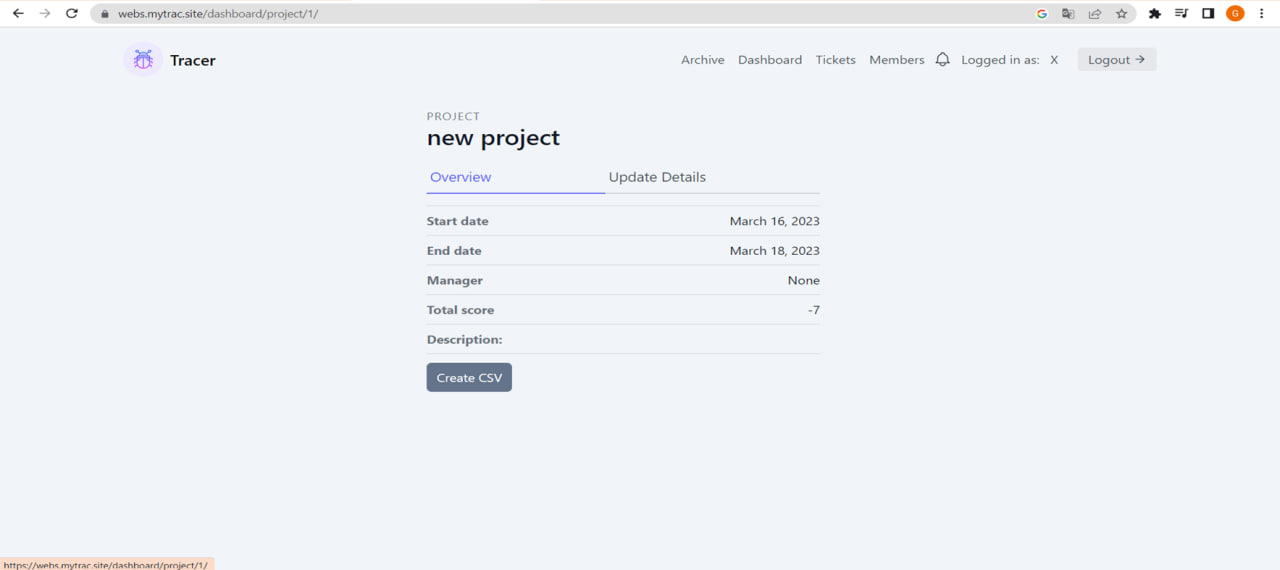 webs.mytrac.site/dashboard/project/1/
G
Tracer
Archive Dashboard Tickets Members Logged in as: X Logout →
PROJECT
new project
Overview Update Details
Start date March 16, 2023
End date March 18, 2023
Manager None
Total score -7
Description:
Create CSV
https://webs.mytrac.site/dashboard/project/1/